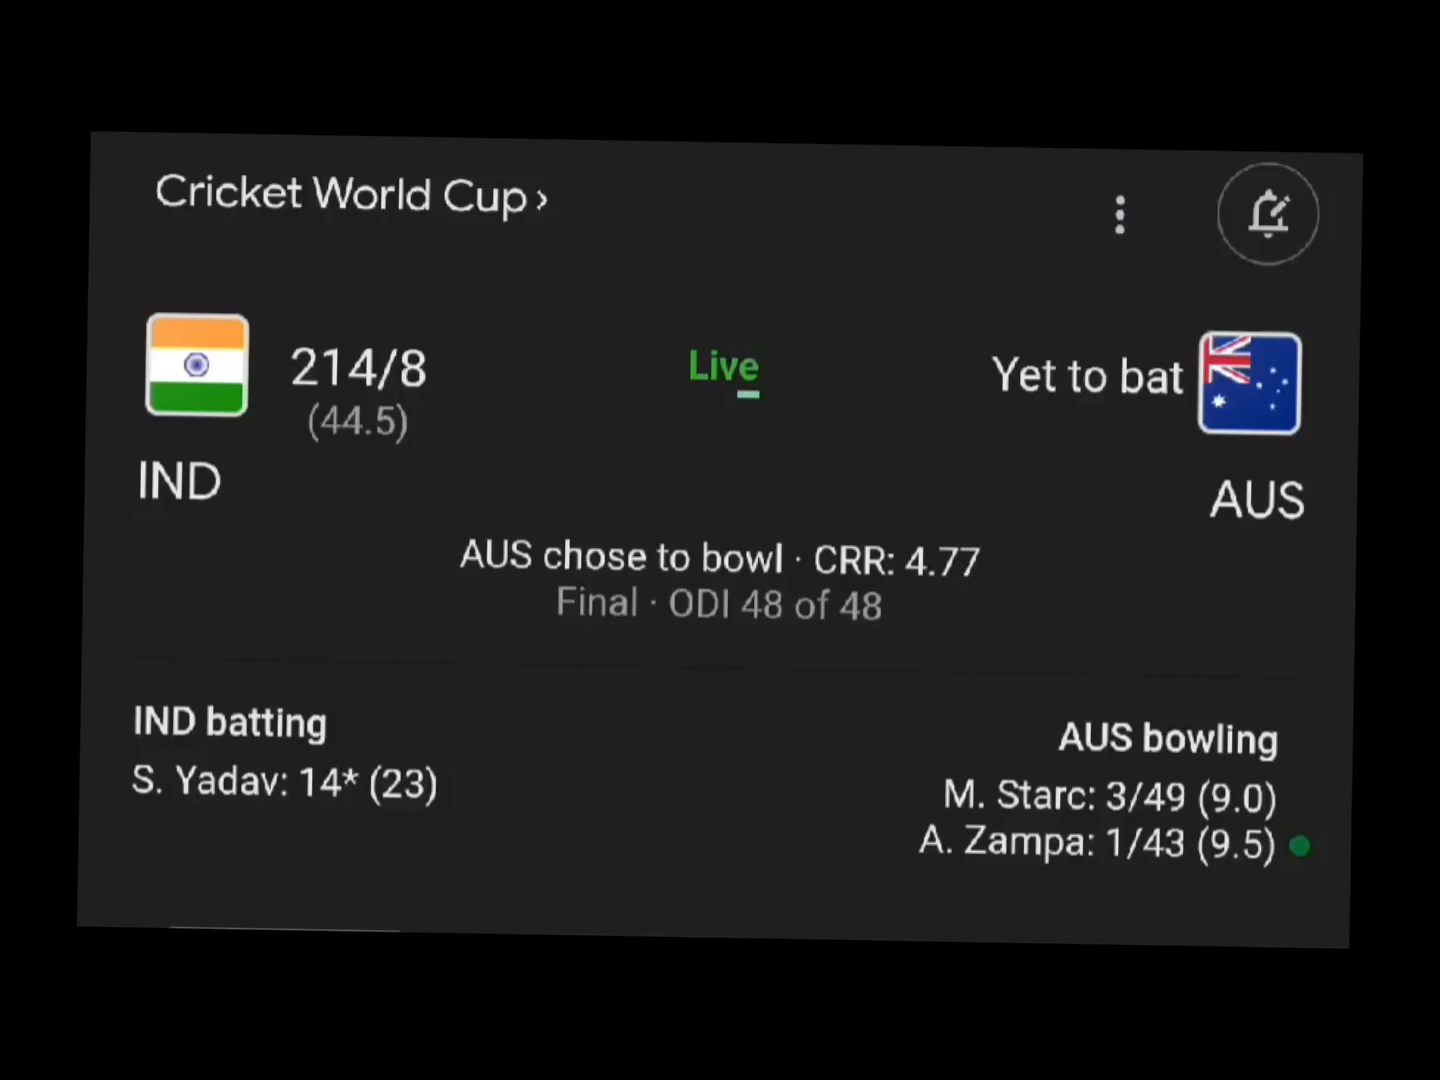 Cricket World Cup ›
214/8
(44.5)
IND
Live
Yet to bat
AUS
AUS chose to bowl · CRR: 4.77
Final · ODI 48 of 48
IND batting
S. Yadav: 14* (23)
AUS bowling
M. Starc: 3/49 (9.0)
A. Zampa: 1/43 (9.5)